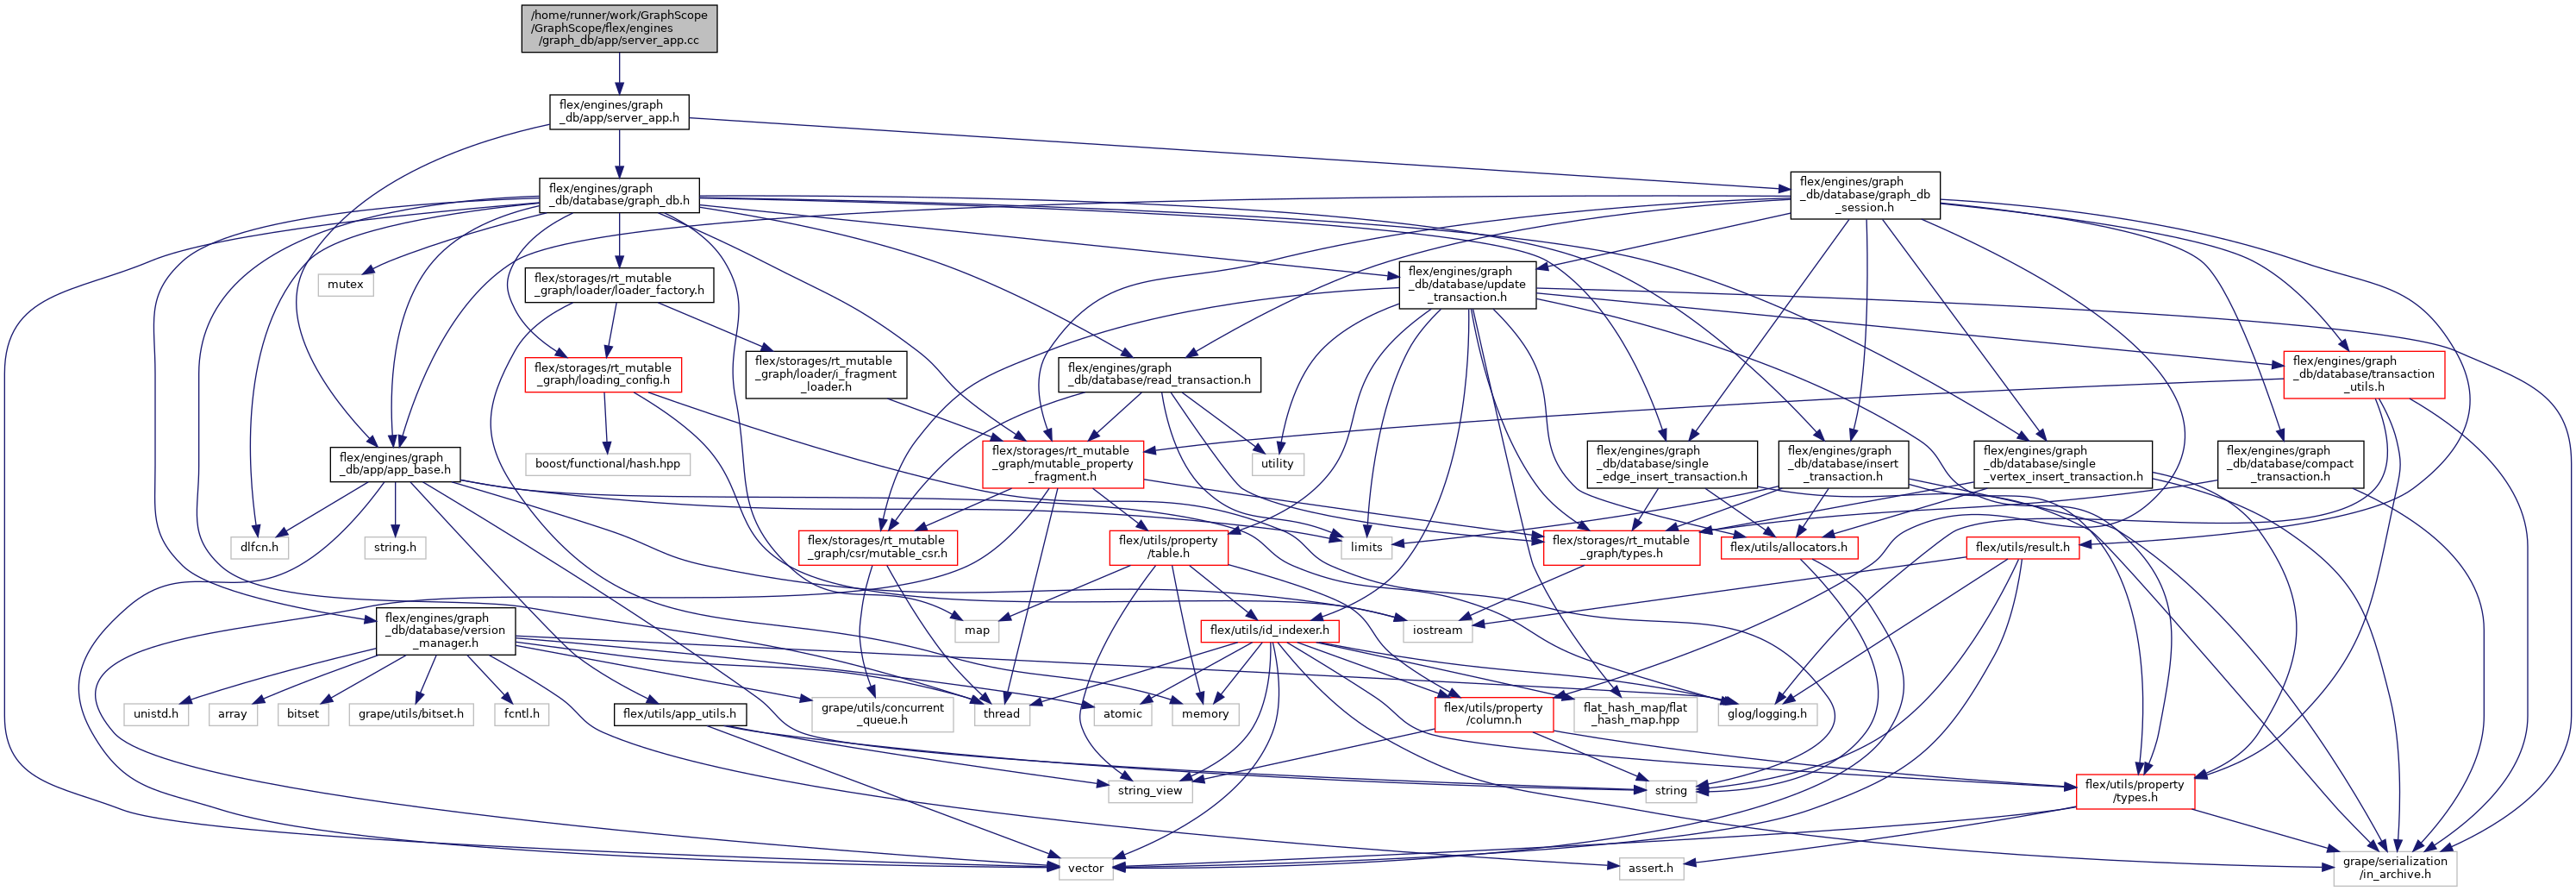 /home/runner/work/GraphScope
/GraphScope/flex/engines
/graph_db/app/server_app.cc
flex/engines/graph
_db/app/server_app.h
flex/engines/graph
_db/database/graph_db.h
flex/engines/graph
_db/database/graph_db
_session.h
mutex
flex/storages/rt_mutable
_graph/loader/loader_factory.h
flex/engines/graph
_db/database/update
_transaction.h
flex/storages/rt_mutable
_graph/loading_config.h
flex/storages/rt_mutable
_graph/loader/i_fragment
_loader.h
flex/engines/graph
_db/database/read_transaction.h
flex/engines/graph
_db/database/transaction
_utils.h
flex/engines/graph
_db/app/app_base.h
boost/functional/hash.hpp
flex/storages/rt_mutable
_graph/mutable_property
_fragment.h
utility
flex/engines/graph
_db/database/single
_edge_insert_transaction.h
flex/engines/graph
_db/database/insert
_transaction.h
flex/engines/graph
_db/database/single
_vertex_insert_transaction.h
flex/engines/graph
_db/database/compact
_transaction.h
dlfcn.h
string.h
flex/storages/rt_mutable
_graph/csr/mutable_csr.h
flex/utils/property
/table.h
limits
flex/storages/rt_mutable
_graph/types.h
flex/utils/allocators.h
flex/utils/result.h
flex/engines/graph
_db/database/version
_manager.h
map
flex/utils/id_indexer.h
iostream
unistd.h
array
bitset
grape/utils/bitset.h
fcntl.h
flex/utils/app_utils.h
grape/utils/concurrent
_queue.h
thread
atomic
memory
flex/utils/property
/column.h
flat_hash_map/flat
_hash_map.hpp
glog/logging.h
string_view
string
flex/utils/property
/types.h
vector
assert.h
grape/serialization
/in_archive.h